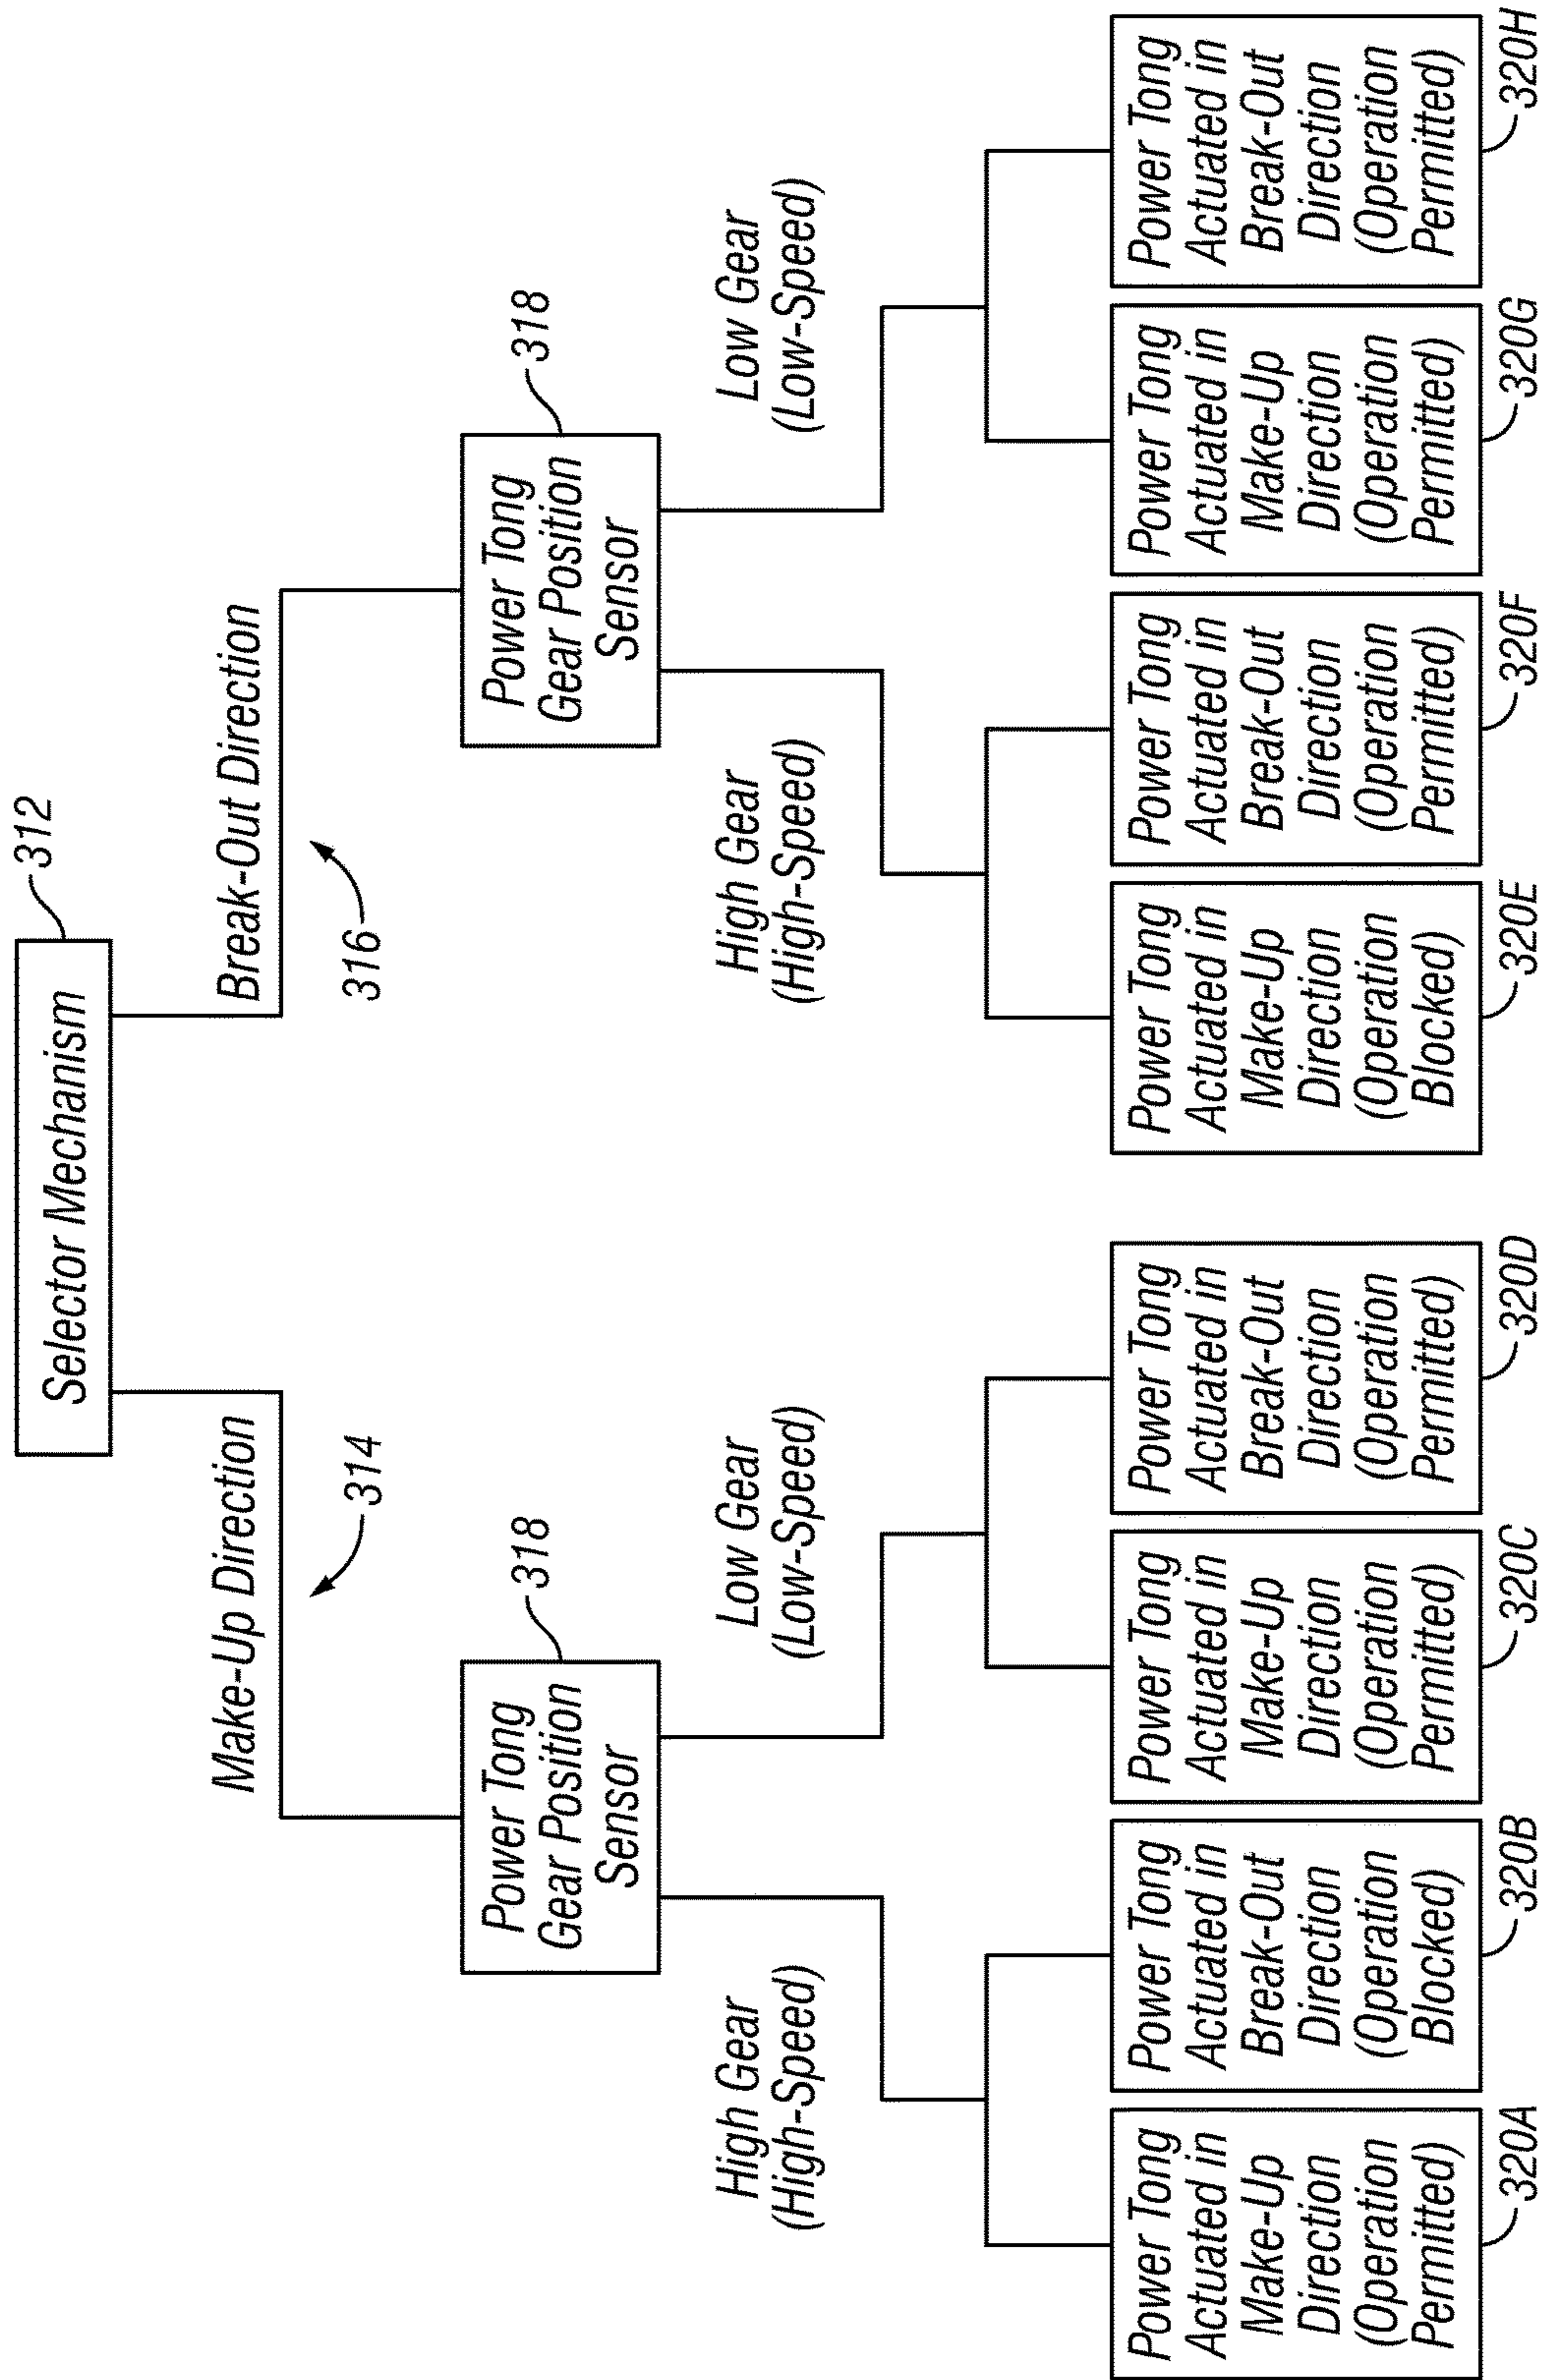 Selector Mechanism
312
Make-Up Direction
314
Break-Out Direction
316
Power Tong
Gear Position
Sensor
318
Power Tong
Gear Position
Sensor
318
High Gear
(High-Speed)
Low Gear
(Low-Speed)
High Gear
(High-Speed)
Low Gear
(Low-Speed)
Power Tong
Actuated in
Make-Up
Direction
(Operation
Permitted)
320A
Power Tong
Actuated in
Break-Out
Direction
(Operation
Blocked)
320B
Power Tong
Actuated in
Make-Up
Direction
(Operation
Permitted)
320C
Power Tong
Actuated in
Break-Out
Direction
(Operation
Permitted)
320D
Power Tong
Actuated in
Make-Up
Direction
(Operation
Blocked)
320E
Power Tong
Actuated in
Break-Out
Direction
(Operation
Permitted)
320F
Power Tong
Actuated in
Make-Up
Direction
(Operation
Permitted)
320G
Power Tong
Actuated in
Break-Out
Direction
(Operation
Permitted)
320H